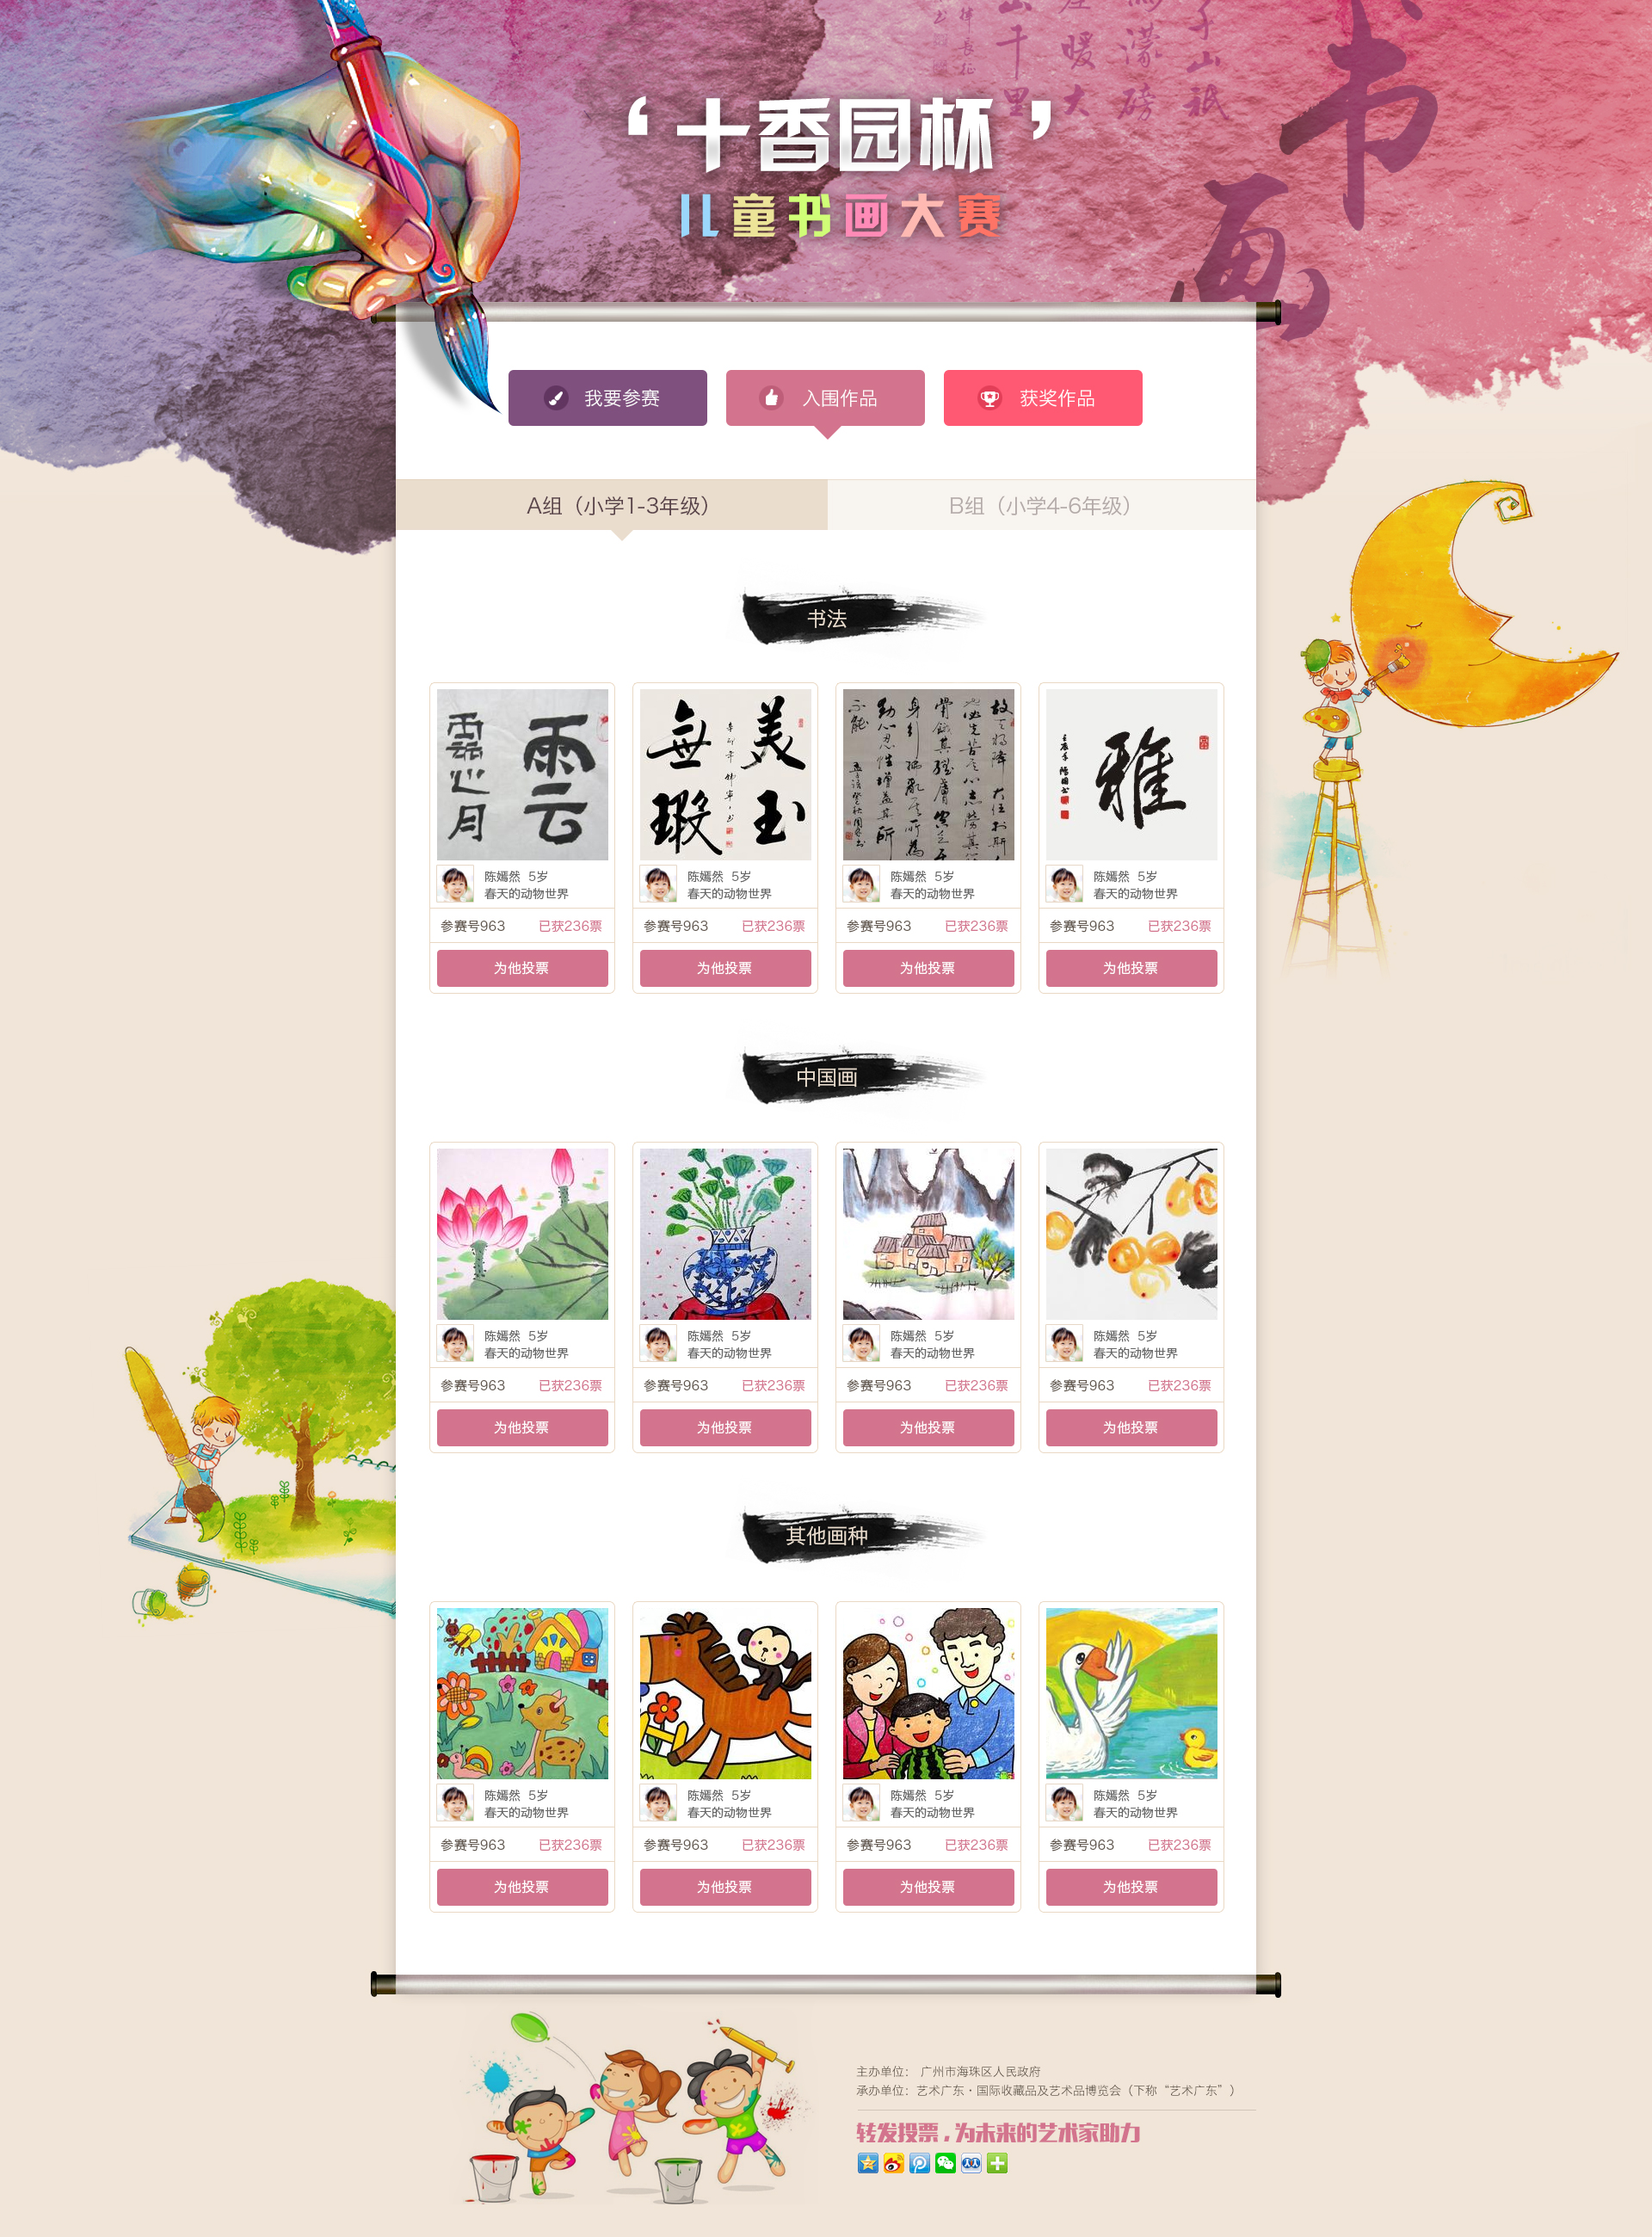 ‘十香园杯’
儿童书画大赛
书画
我要参赛
入围作品
获奖作品
A组（小学1-3年级）
B组（小学4-6年级）
书法
美玉
無瑕
雅
陈嫣然 5岁
春天的动物世界
参赛号963 已获236票
为他投票
陈嫣然 5岁
春天的动物世界
参赛号963 已获236票
为他投票
陈嫣然 5岁
春天的动物世界
参赛号963 已获236票
为他投票
陈嫣然 5岁
春天的动物世界
参赛号963 已获236票
为他投票
中国画
陈嫣然 5岁
春天的动物世界
参赛号963 已获236票
为他投票
陈嫣然 5岁
春天的动物世界
参赛号963 已获236票
为他投票
陈嫣然 5岁
春天的动物世界
参赛号963 已获236票
为他投票
陈嫣然 5岁
春天的动物世界
参赛号963 已获236票
为他投票
其他画种
陈嫣然 5岁
春天的动物世界
参赛号963 已获236票
为他投票
陈嫣然 5岁
春天的动物世界
参赛号963 已获236票
为他投票
陈嫣然 5岁
春天的动物世界
参赛号963 已获236票
为他投票
陈嫣然 5岁
春天的动物世界
参赛号963 已获236票
为他投票
主办单位： 广州市海珠区人民政府
承办单位：艺术广东·国际收藏品及艺术品博览会（下称“艺术广东”）
转发投票，为未来的艺术家助力